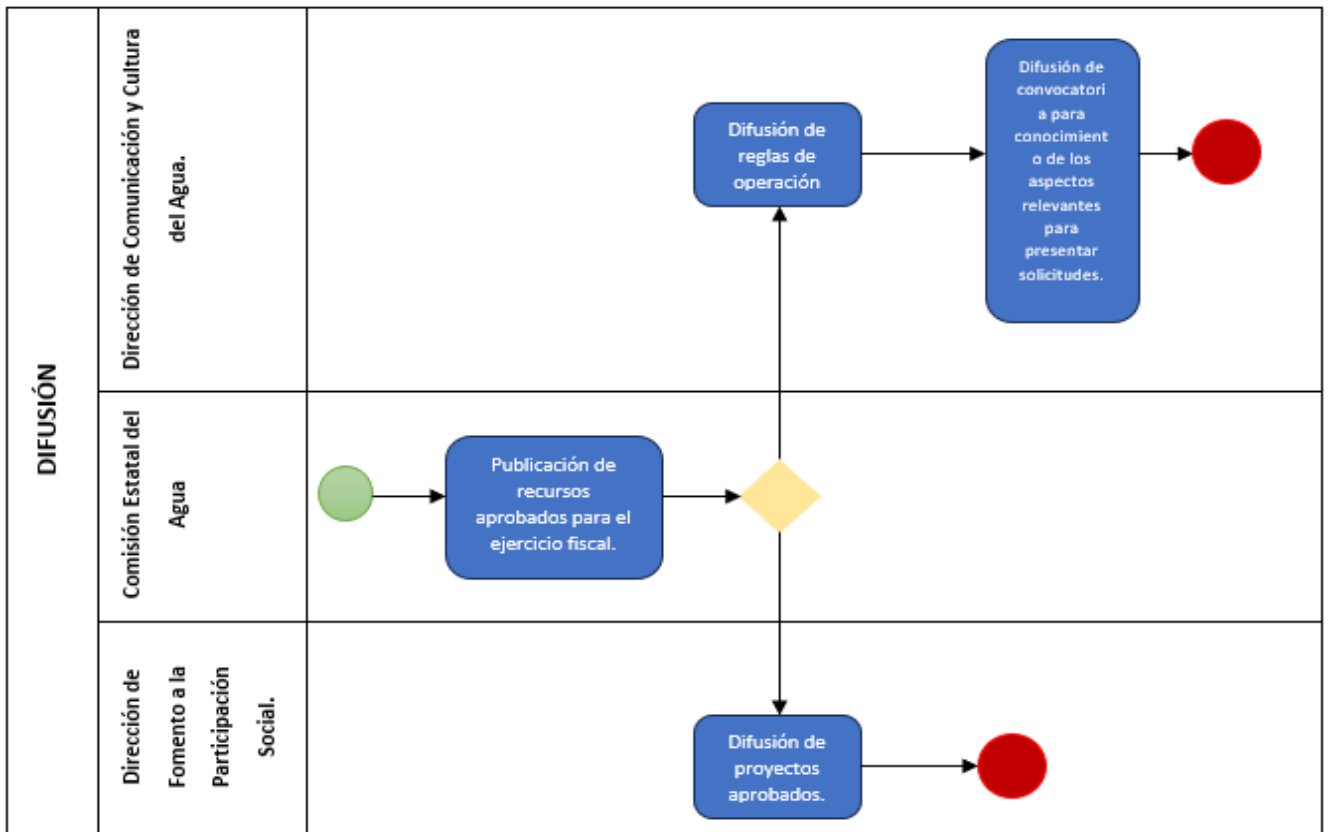 DIFUSIÓN
Dirección de Comunicación y Cultura
del Agua.
Difusión de
reglas de
operación
Difusión de
convocatori
a para
conocimient
o de los
aspectos
relevantes
para
presentar
solicitudes.
Comisión Estatal del
Agua
Publicación de
recursos
aprobados para el
ejercicio fiscal.
Dirección de
Fomento a la
Participación
Social.
Difusión de
proyectos
aprobados.